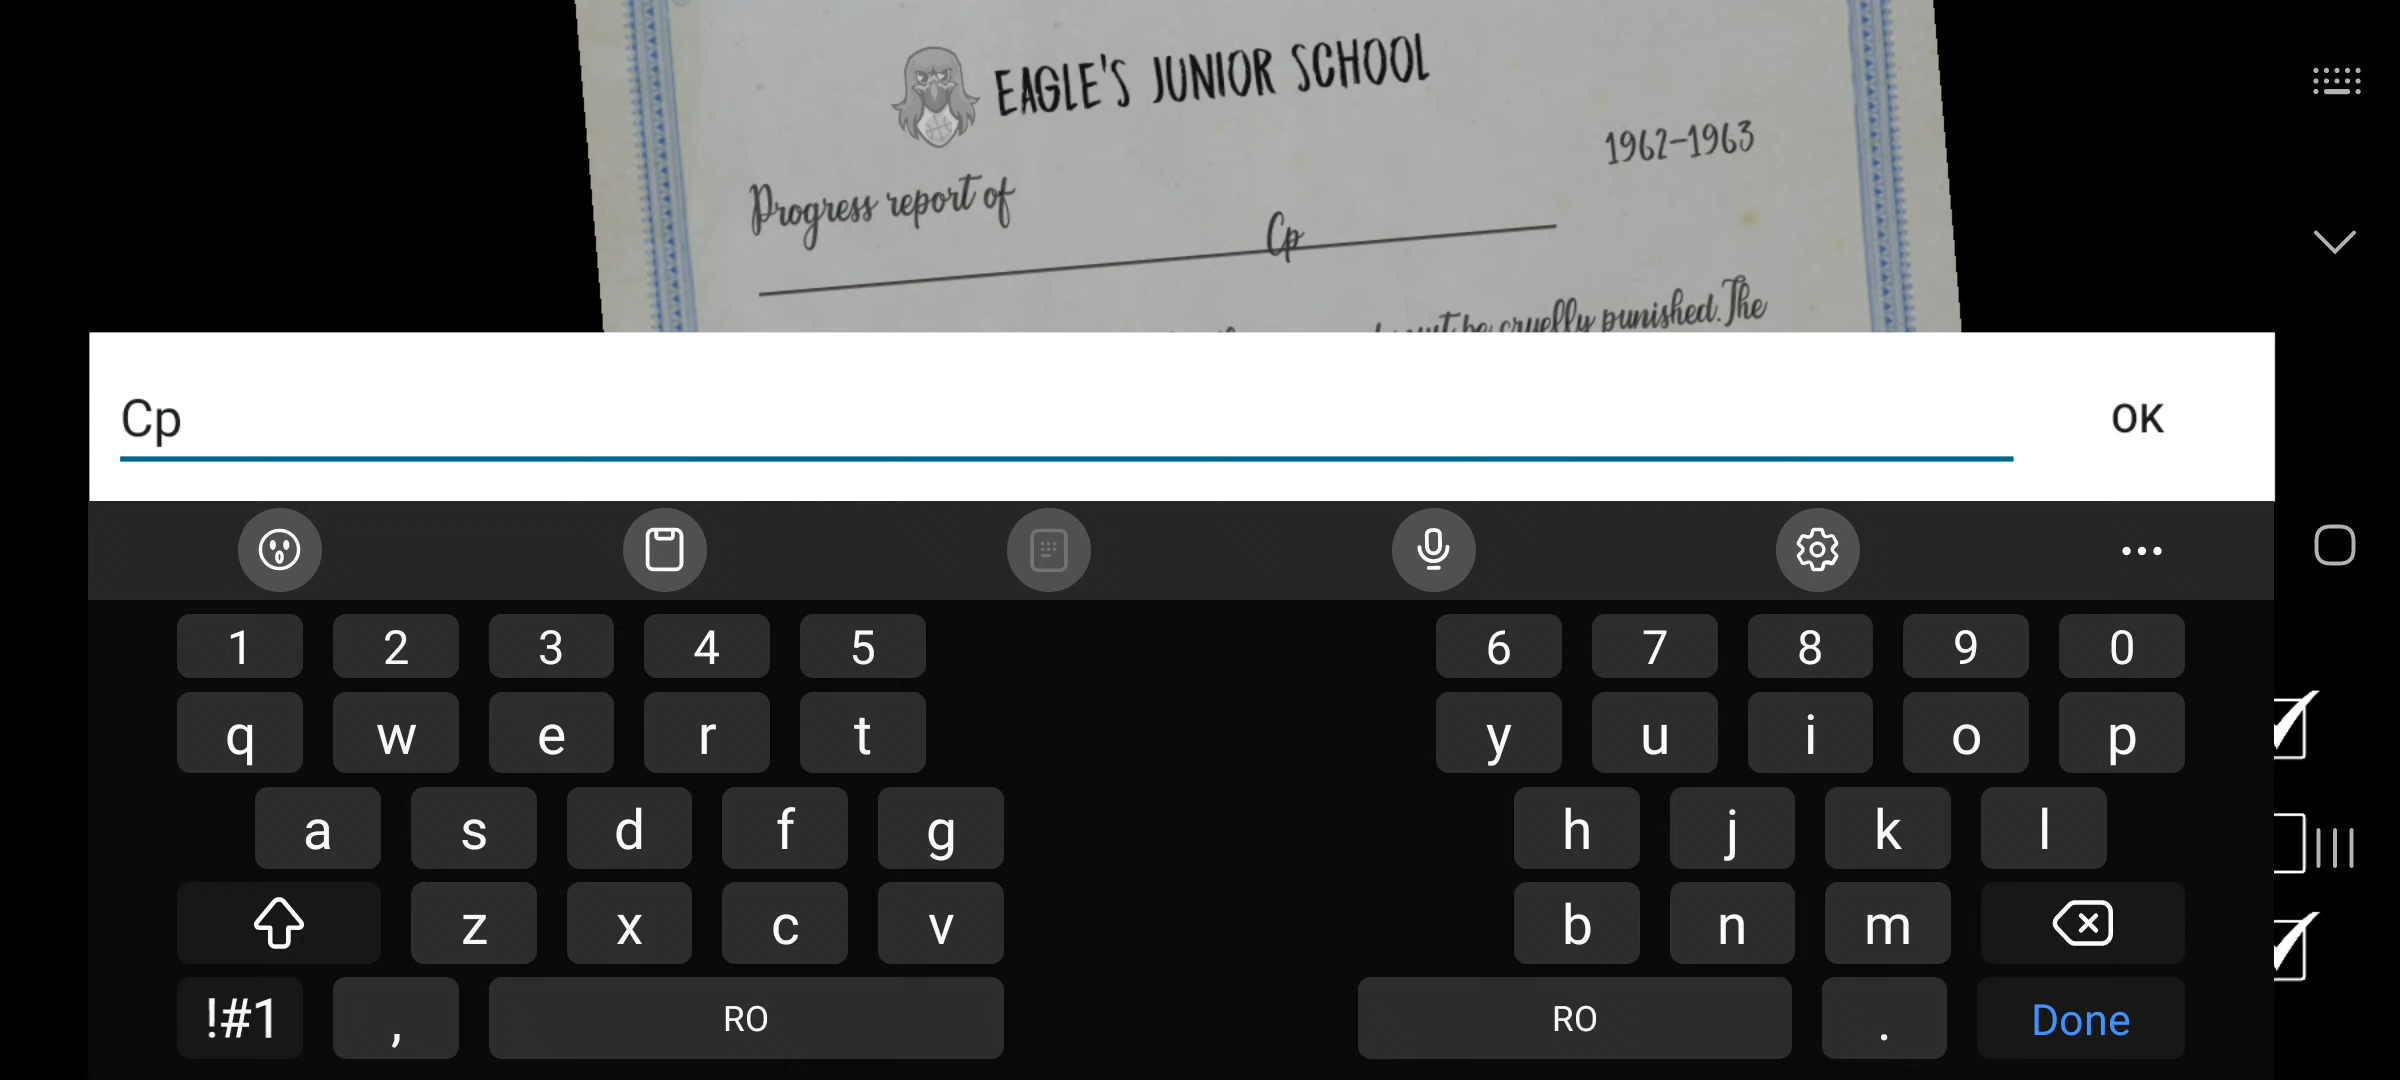 EAGLE'S JUNIOR SCHOOL
1962-1963
Progress report of
Cp
be cruelly punished.The
Cp
OK
1 2 3 4 5 6 7 8 9 0
q w e r t y u i o p
a s d f g h j k l
z x c v b n m
!#1 , RO RO . Done